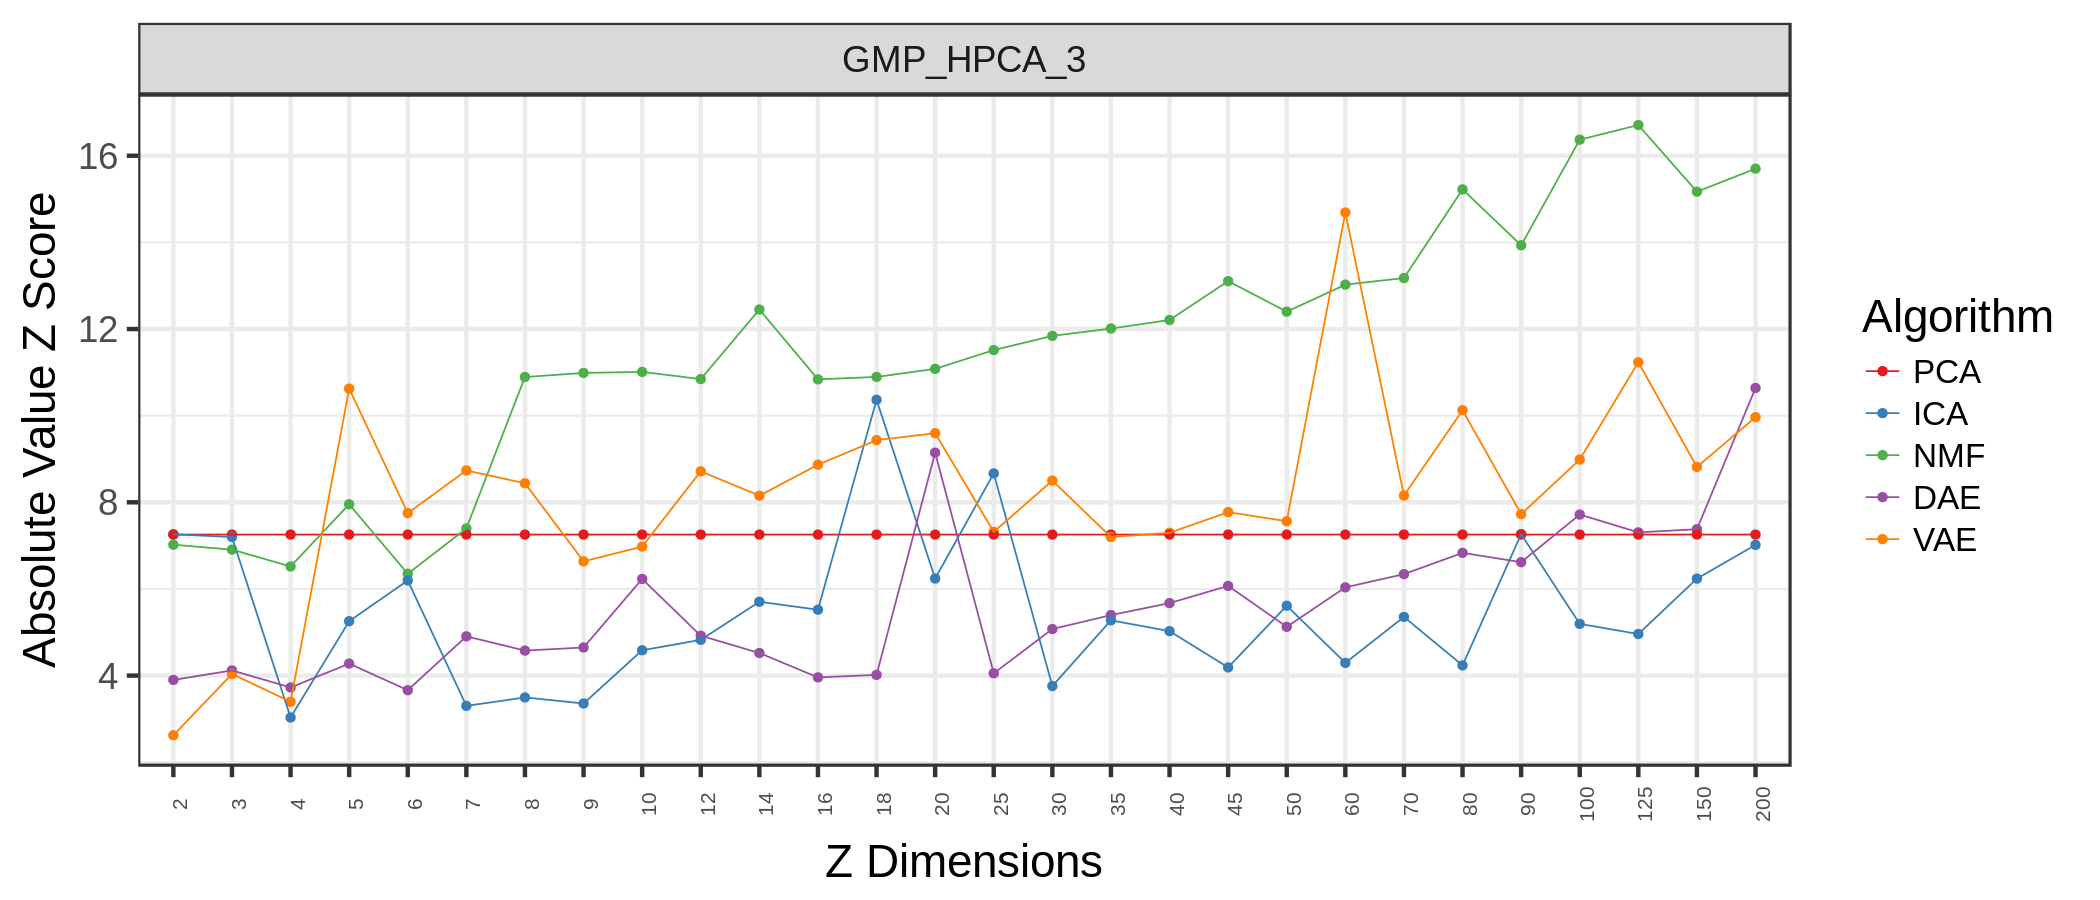 GMP_HPCA_3
Absolute Value Z Score
16
12
8
4
2 3 4 5 6 7 8 9 10 12 14 16 18 20 25 30 35 40 45 50 60 70 80 90 100 125 150 200
Z Dimensions
Algorithm
PCA
ICA
NMF
DAE
VAE